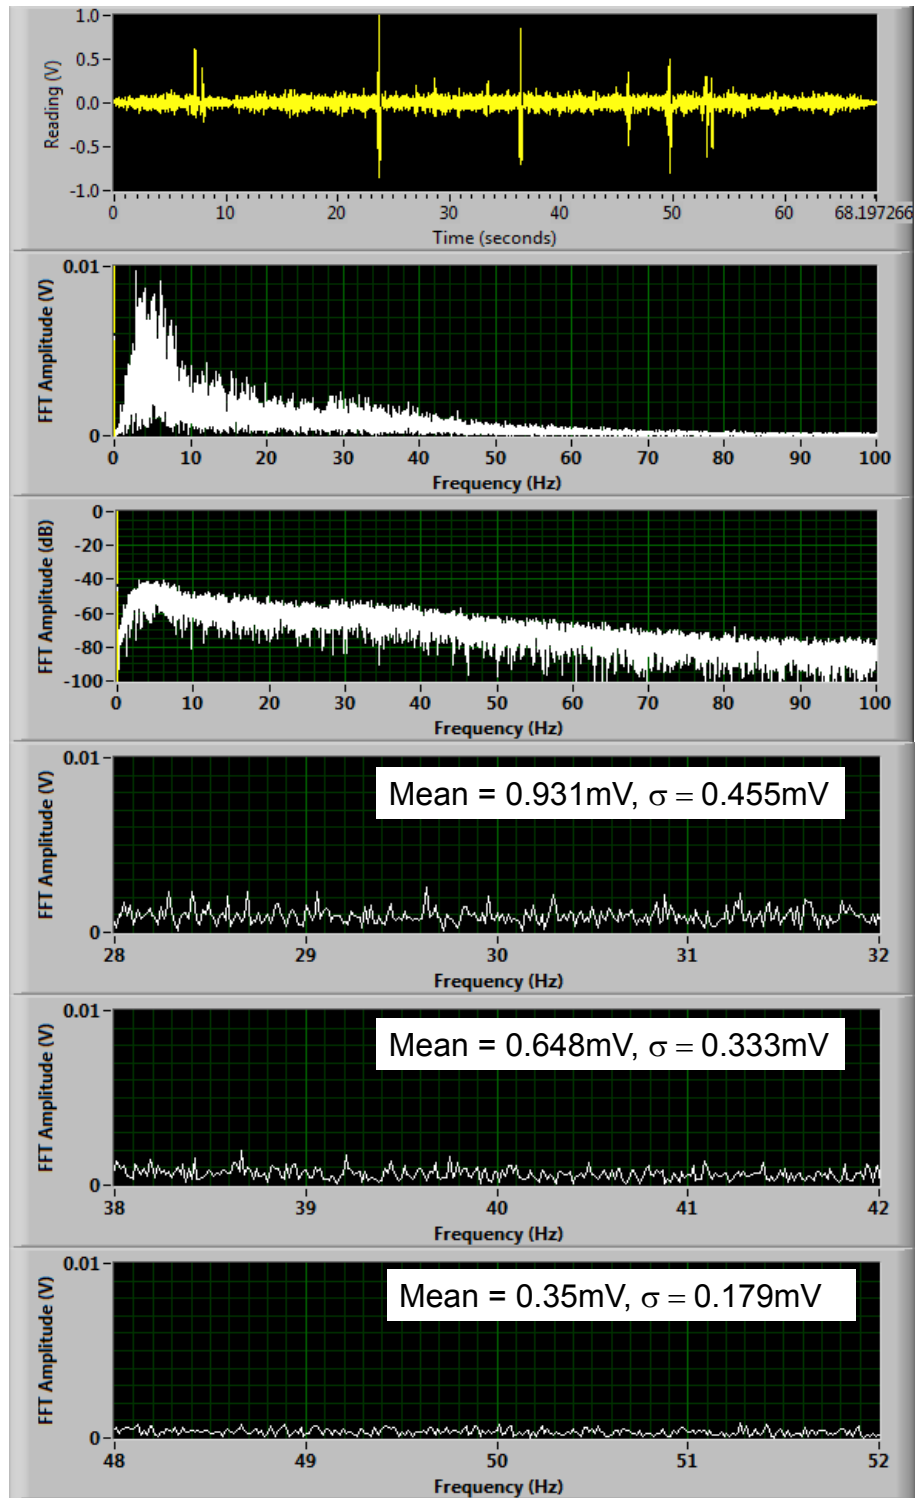 Reading (V)
1.0
0.5
0.0
-0.5
-1.0
0 10 20 30 40 50 60 68.197266
Time (seconds)
FFT Amplitude (V)
0.01
0
0 10 20 30 40 50 60 70 80 90 100
Frequency (Hz)
FFT Amplitude (dB)
0
-20
-40
-60
-80
-100
0 10 20 30 40 50 60 70 80 90 100
Frequency (Hz)
FFT Amplitude (V)
0.01
Mean = 0.931mV, σ = 0.455mV
0
28 29 30 31 32
Frequency (Hz)
FFT Amplitude (V)
0.01
Mean = 0.648mV, σ = 0.333mV
0
38 39 40 41 42
Frequency (Hz)
FFT Amplitude (V)
0.01
Mean = 0.35mV, σ = 0.179mV
0
48 49 50 51 52
Frequency (Hz)